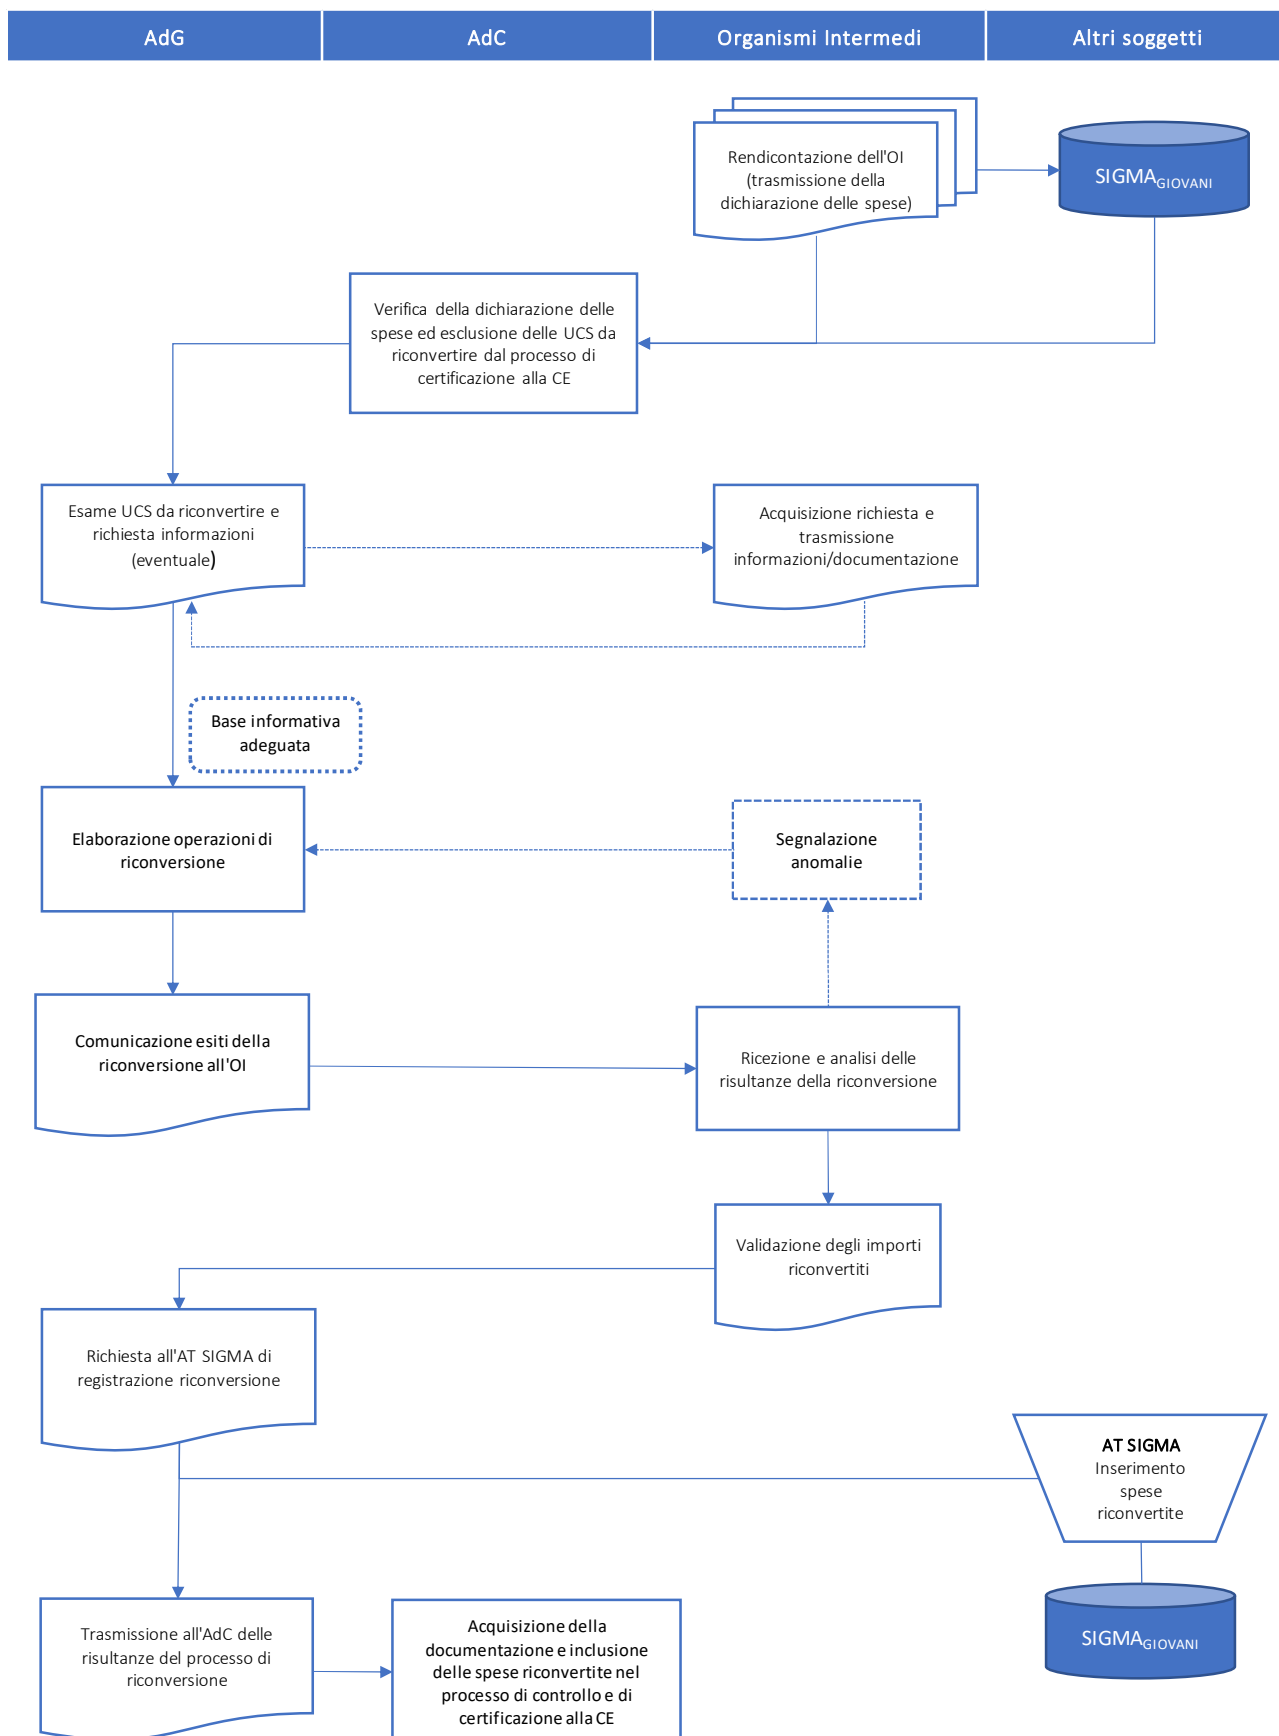 AdG
AdC
Organismi Intermedi
Altri soggetti
Rendicontazione dell'OI
(trasmissione della
dichiarazione delle spese)
SIGMAGIOVANI
Verifica della dichiarazione delle
spese ed esclusione delle UCS da
riconvertire dal processo di
certificazione alla CE
Esame UCS da riconvertire e
richiesta informazioni
(eventuale)
Acquisizione richiesta e
trasmissione
informazioni/documentazione
Base informativa
adeguata
Elaborazione operazioni di
riconversione
Segnalazione
anomalie
Comunicazione esiti della
riconversione all'OI
Ricezione e analisi delle
risultanze della riconversione
Validazione degli importi
riconvertiti
Richiesta all'AT SIGMA di
registrazione riconversione
AT SIGMA
Inserimento
spese
riconvertite
SIGMAGIOVANI
Trasmissione all'AdC delle
risultanze del processo di
riconversione
Acquisizione della
documentazione e inclusione
delle spese riconvertite nel
processo di controllo e di
certificazione alla CE